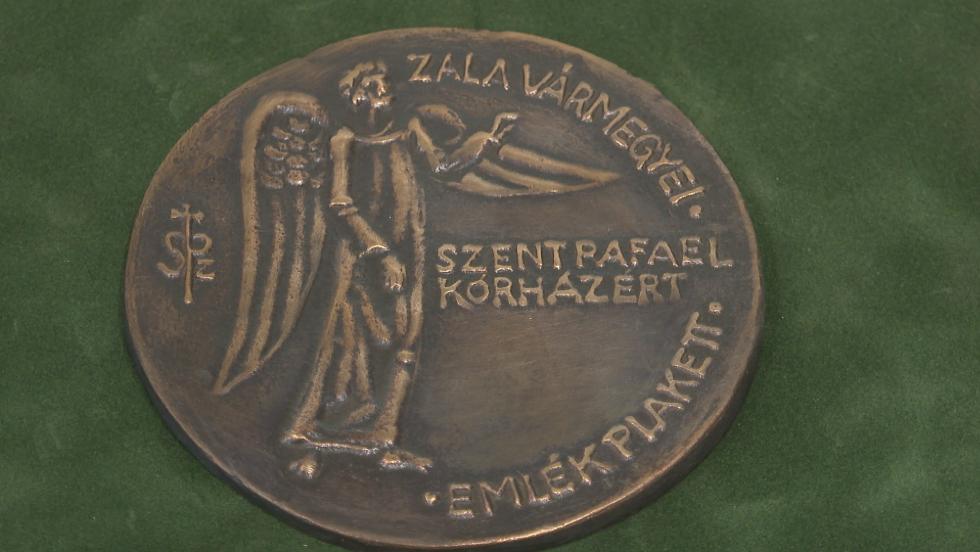 ZALA VÁRMEGYEI
SZENT RAFAEL
KÓRHÁZÉRT
EMLÉKPLAKETT